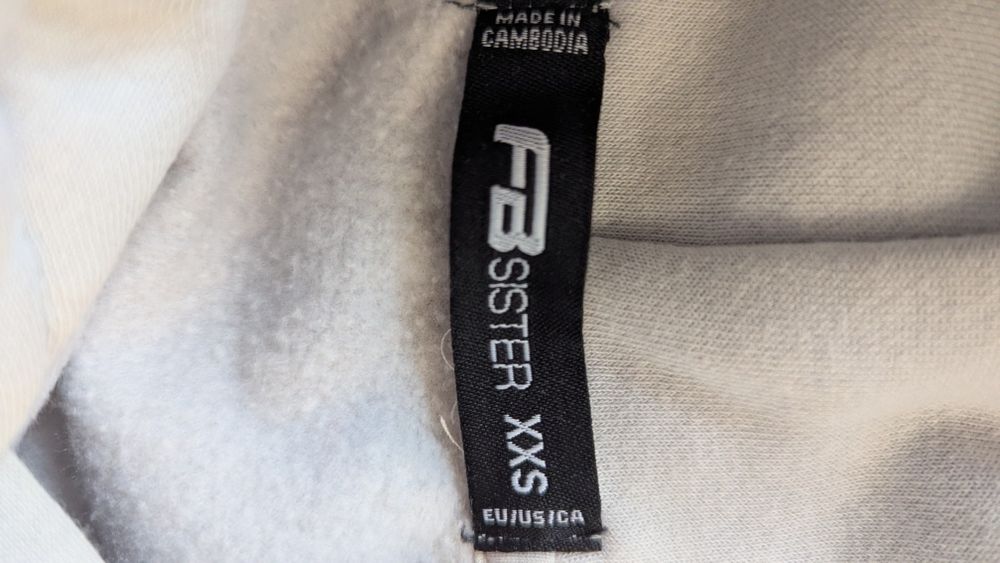 MADE IN
CAMBODIA
FB SISTER XXS
EU/US/CA